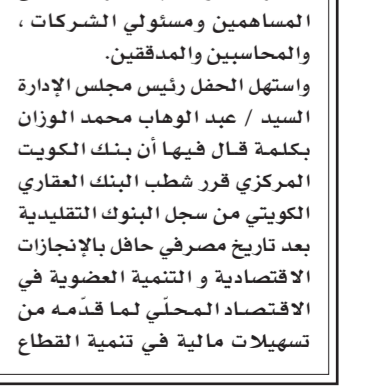 المساهمين ومسئولي الشركات ،
والمحاسبين والمدققين.
واستهل الحفل رئيس مجلس الإدارة
السيد / عبد الوهاب محمد الوزان
بكلمة قال فيها أن بنك الكويت
المركزي قرر شطب البنك العقاري
الكويتي من سجل البنوك التقليدية
بعد تاريخ مصرفي حافل بالإنجازات
الاقتصادية و التنمية العضوية في
الاقتصاد المحلّي لما قدّمه من
تسهيلات مالية في تنمية القطاع